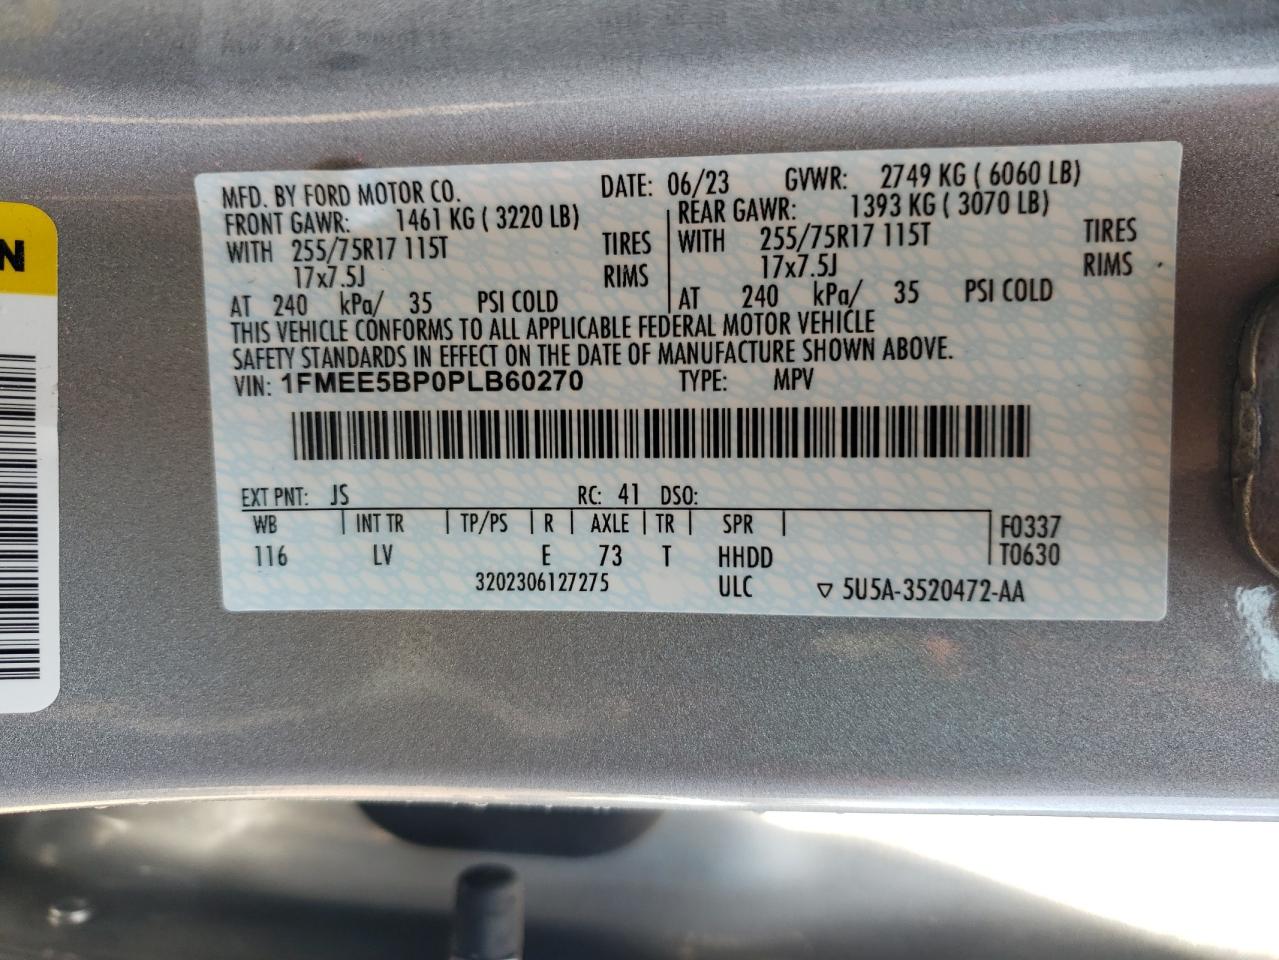 MFD. BY FORD MOTOR CO. DATE: 06/23 GVWR: 2749 KG ( 6060 LB)
FRONT GAWR: 1461 KG ( 3220 LB) REAR GAWR: 1393 KG ( 3070 LB)
WITH 255/75R17 115T TIRES WITH 255/75R17 115T TIRES
17x7.5J RIMS 17x7.5J RIMS
AT 240 kPa/ 35 PSI COLD AT 240 kPa/ 35 PSI COLD
THIS VEHICLE CONFORMS TO ALL APPLICABLE FEDERAL MOTOR VEHICLE
SAFETY STANDARDS IN EFFECT ON THE DATE OF MANUFACTURE SHOWN ABOVE.
VIN: 1FMEE5BP0PLB60270 TYPE: MPV
EXT PNT: JS RC: 41 DSO:
WB INT TR TP/PS R AXLE TR SPR F0337
116 LV E 73 T HHDD T0630
3202306127275 ULC ▽ 5U5A-3520472-AA